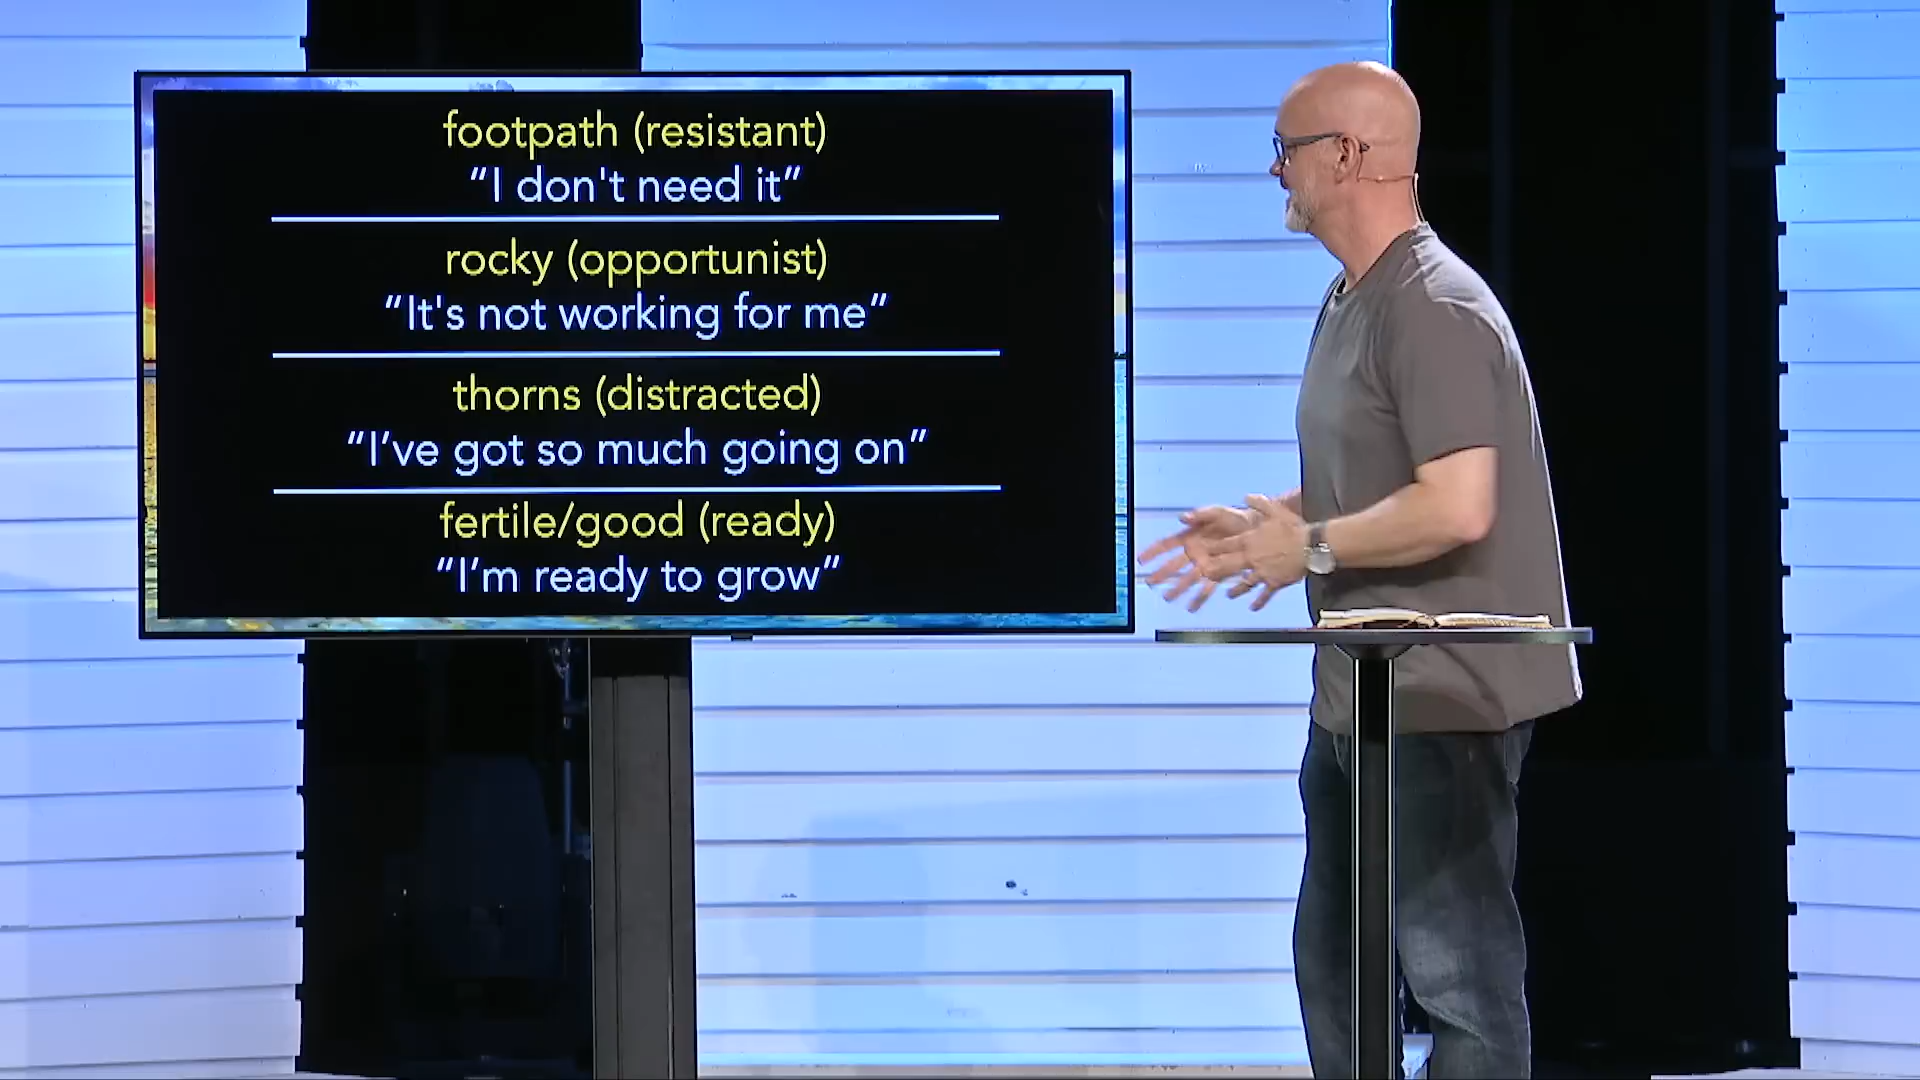 footpath (resistant)
“I don't need it”
rocky (opportunist)
“It's not working for me”
thorns (distracted)
“I’ve got so much going on”
fertile/good (ready)
“I’m ready to grow”